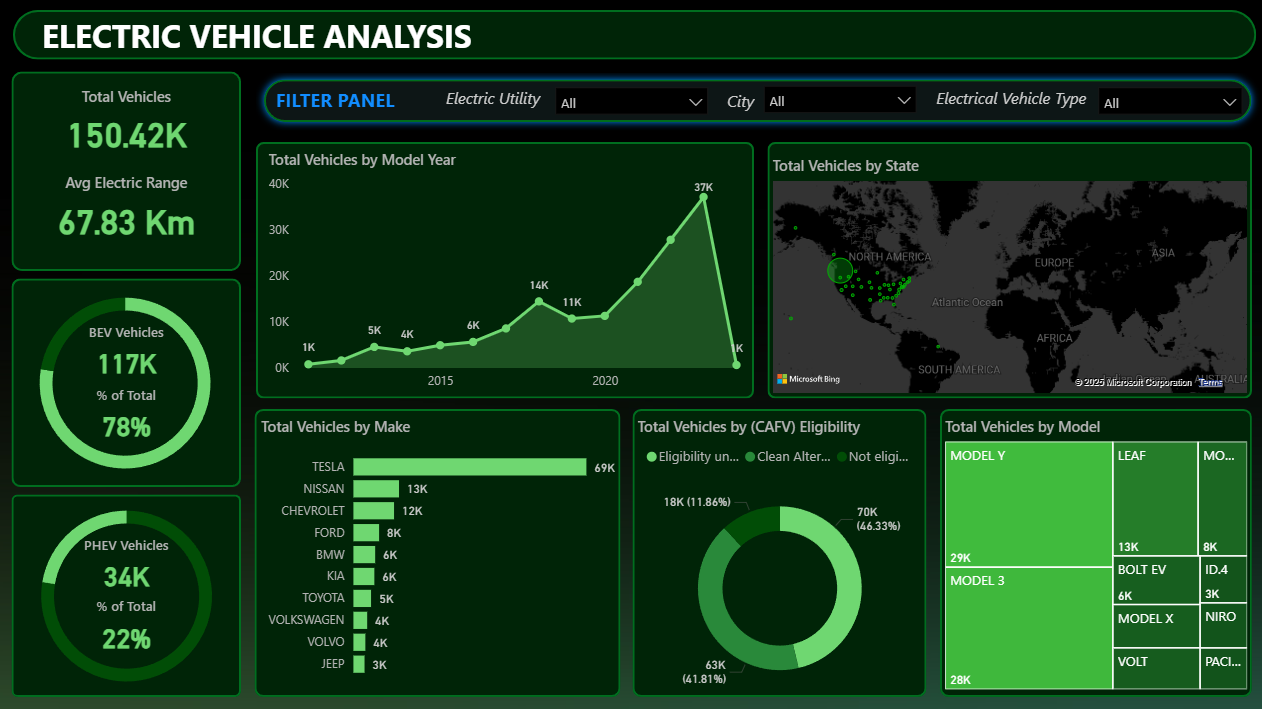 ELECTRIC VEHICLE ANALYSIS
Total Vehicles
150.42K
Avg Electric Range
67.83 Km
FILTER PANEL
Electric Utility
All
City
All
Electrical Vehicle Type
All
BEV Vehicles
117K
% of Total
78%
PHEV Vehicles
34K
% of Total
22%
Total Vehicles by Model Year
40K
30K
20K
10K
0K
1K
5K
4K
6K
14K
11K
37K
1K
2015
2020
Total Vehicles by State
NORTH AMERICA
EUROPE
ASIA
Atlantic Ocean
AFRICA
SOUTH AMERICA
Indian Ocean
AUSTRALIA
Microsoft Bing
© 2025 Microsoft Corporation Terms
Total Vehicles by Make
TESLA 69K
NISSAN 13K
CHEVROLET 12K
FORD 8K
BMW 6K
KIA 6K
TOYOTA 5K
VOLKSWAGEN 4K
VOLVO 4K
JEEP 3K
Total Vehicles by (CAFV) Eligibility
Eligibility un... Clean Alter... Not eligi...
18K (11.86%)
70K
(46.33%)
63K
(41.81%)
Total Vehicles by Model
MODEL Y
29K
MODEL 3
28K
LEAF
13K
MO...
8K
BOLT EV
6K
ID.4
3K
MODEL X
NIRO
VOLT
PACI...